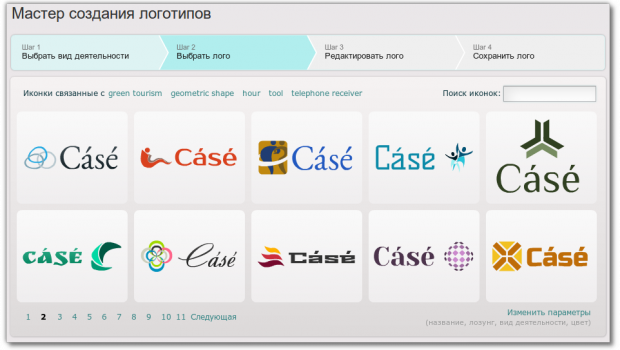 Мастер создания логотипов
Шаг 1
Выбрать вид деятельности
Шаг 2
Выбрать лого
Шаг 3
Редактировать лого
Шаг 4
Сохранить лого
Иконки связанные с green tourism geometric shape hour tool telephone receiver
Поиск иконок:
Cásé
Cásé
Cásé
Cásé
Cásé
cásé
Cásé
Cásé
Cásé
Cásé
1 2 3 4 5 6 7 8 9 10 11 Следующая
Изменить параметры
(название, лозунг, вид деятельности, цвет)